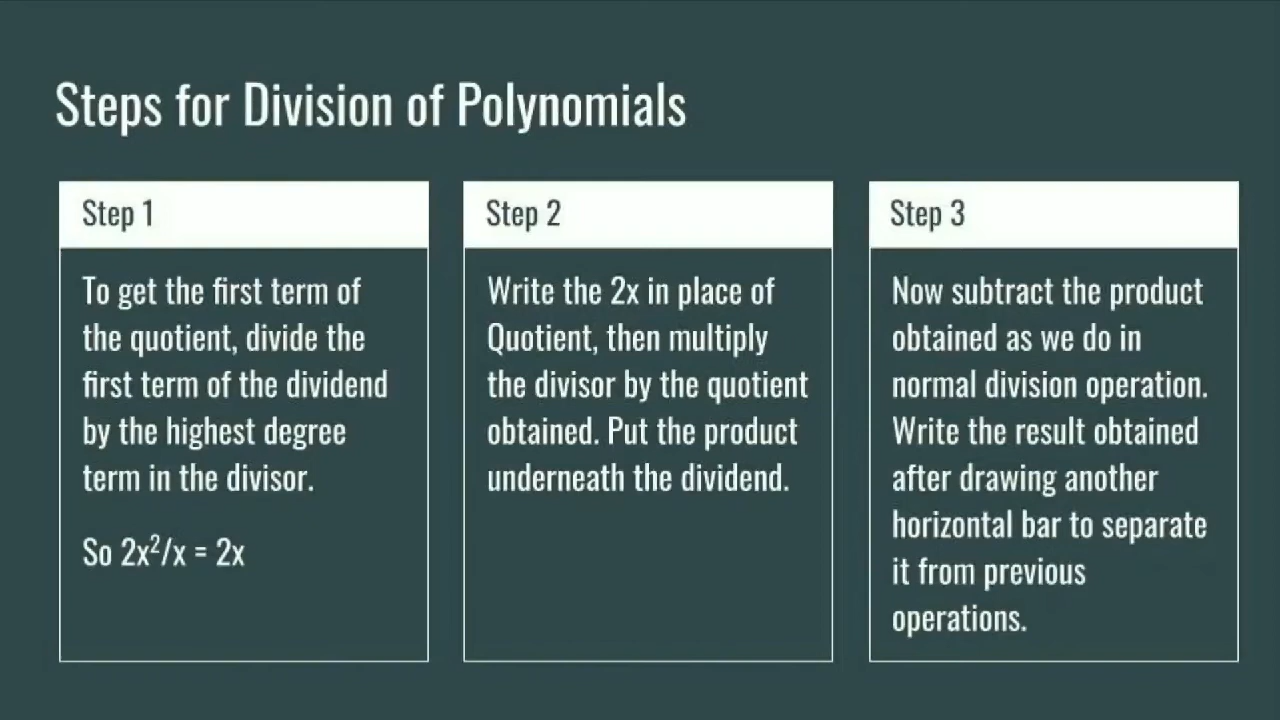 Steps for Division of Polynomials
Step 1
To get the first term of
the quotient, divide the
first term of the dividend
by the highest degree
term in the divisor.
So 2x²/x = 2x
Step 2
Write the 2x in place of
Quotient, then multiply
the divisor by the quotient
obtained. Put the product
underneath the dividend.
Step 3
Now subtract the product
obtained as we do in
normal division operation.
Write the result obtained
after drawing another
horizontal bar to separate
it from previous
operations.